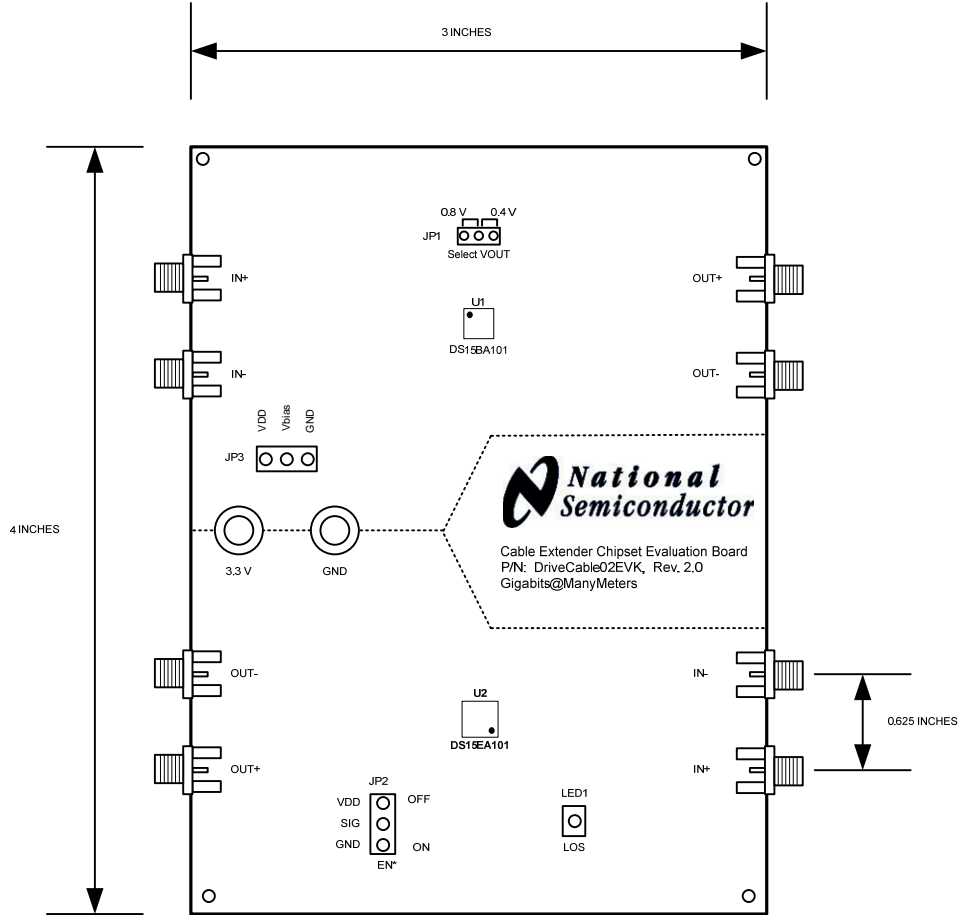 3 INCHES
0.8 V 0.4 V
JP1
Select VOUT
IN+
OUT+
U1
DS15BA101
IN-
OUT-
VDD
Vbias
GND
JP3
National
Semiconductor
4 INCHES
3.3 V
GND
Cable Extender Chipset Evaluation Board
P/N: DriveCable02EVK, Rev. 2.0
Gigabits@ManyMeters
OUT-
IN-
U2
0.625 INCHES
DS15EA101
OUT+
IN+
JP2
VDD
OFF
LED1
SIG
GND
ON
LOS
EN*